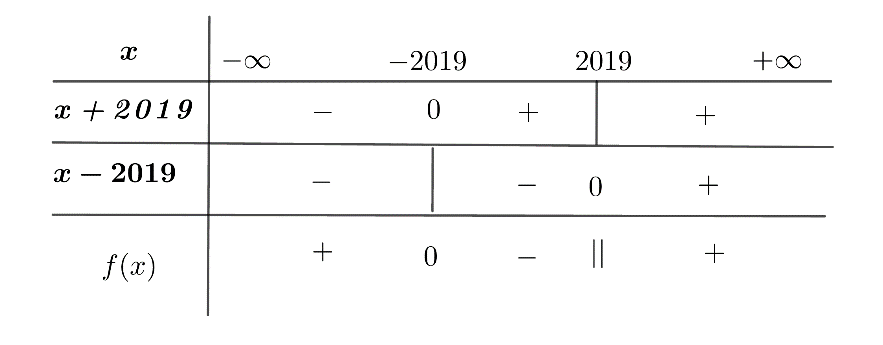 x −∞ −2019 2019 +∞
x + 2019 − 0 + +
x − 2019 − − 0 +
f(x) + 0 − || +